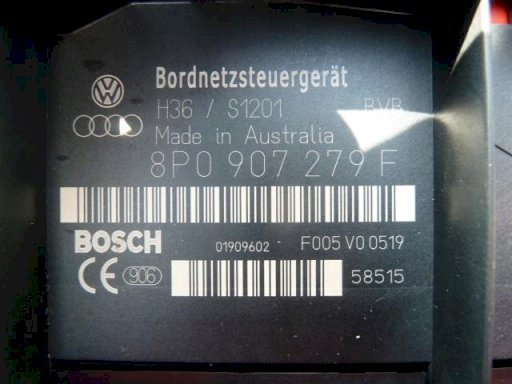 Bordnetzsteuergerät
H36 / S1201 BVB
Made in Australia
8P0 907 279 F
BOSCH 01909602 F005 V0 0519
CE 906 58515